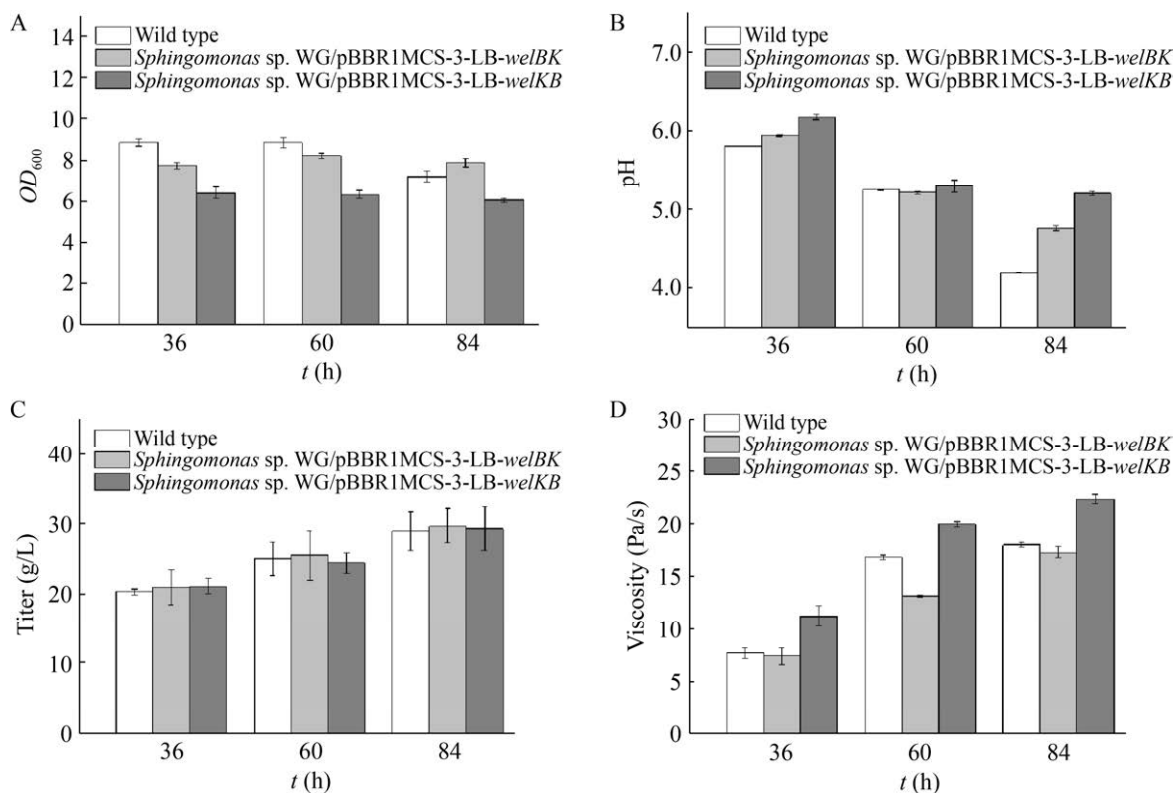 A
14
12
10
8
6
4
2
0
OD600
Wild type
Sphingomonas sp. WG/pBBR1MCS-3-LB-welBK
Sphingomonas sp. WG/pBBR1MCS-3-LB-welKB
36 60 84
t (h)
B
7.0
6.0
5.0
4.0
pH
Wild type
Sphingomonas sp. WG/pBBR1MCS-3-LB-welBK
Sphingomonas sp. WG/pBBR1MCS-3-LB-welKB
36 60 84
t (h)
C
40
30
20
10
0
Titer (g/L)
Wild type
Sphingomonas sp. WG/pBBR1MCS-3-LB-welBK
Sphingomonas sp. WG/pBBR1MCS-3-LB-welKB
36 60 84
t (h)
D
30
25
20
15
10
5
0
Viscosity (Pa/s)
Wild type
Sphingomonas sp. WG/pBBR1MCS-3-LB-welBK
Sphingomonas sp. WG/pBBR1MCS-3-LB-welKB
36 60 84
t (h)